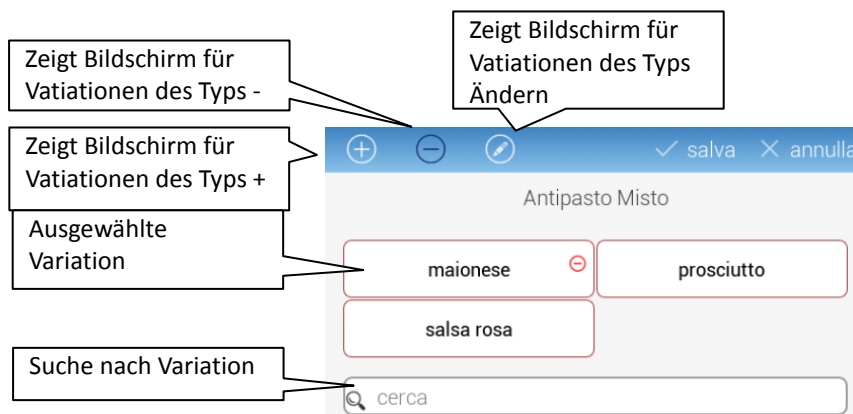 Zeigt Bildschirm für
Vatiationen des Typs -
Zeigt Bildschirm für
Vatiationen des Typs
Ändern
Zeigt Bildschirm für
Vatiationen des Typs +
salva
annulla
Antipasto Misto
Ausgewählte
Variation
maionese
prosciutto
salsa rosa
Suche nach Variation
cerca